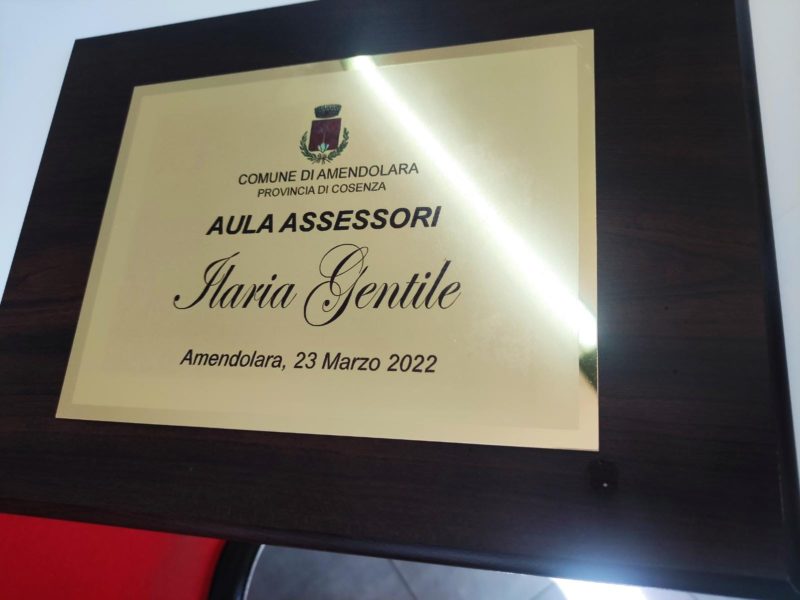 COMUNE DI AMENDOLARA
PROVINCIA DI COSENZA
AULA ASSESSORI
Ilaria Gentile
Amendolara, 23 Marzo 2022